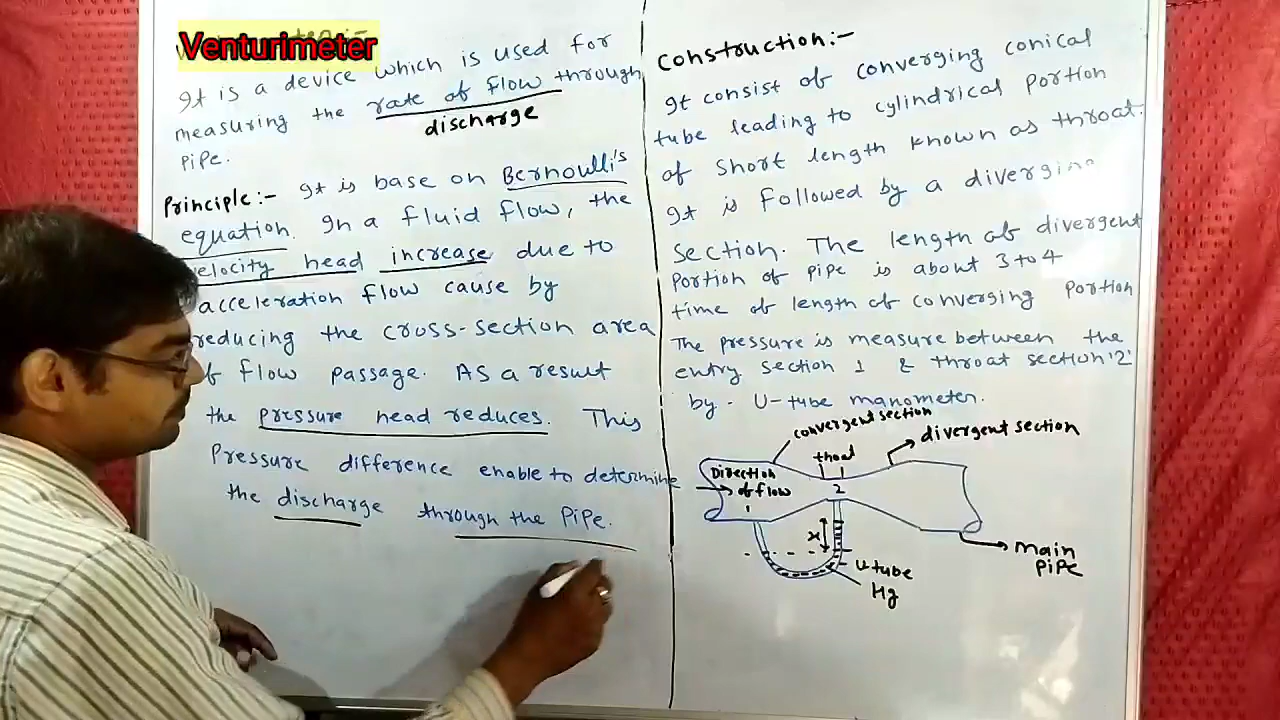 Venturimeter
It is a device which is used for
measuring the rate of flow through
discharge
Pipe.
Principle:- It is base on Bernoulli's
equation. In a fluid flow, the
velocity head increase due to
acceleration flow cause by
reducing the cross-section area
of flow passage. As a result
the pressure head reduces. This
Pressure difference enable to determine
the discharge through the Pipe.
Construction:-
It consist of converging conical
tube leading to cylindrical portion
of short length known as throat.
It is followed by a diverging
section. The length of divergent
portion of pipe is about 3 to 4
time of length of converging portion
The pressure is measure between the
entry section 1 & throat section '2'
by - U-tube manometer.
convergent section
divergent section
thoat
Direction
of flow
1
2
x
U tube
Hg
main
Pipe